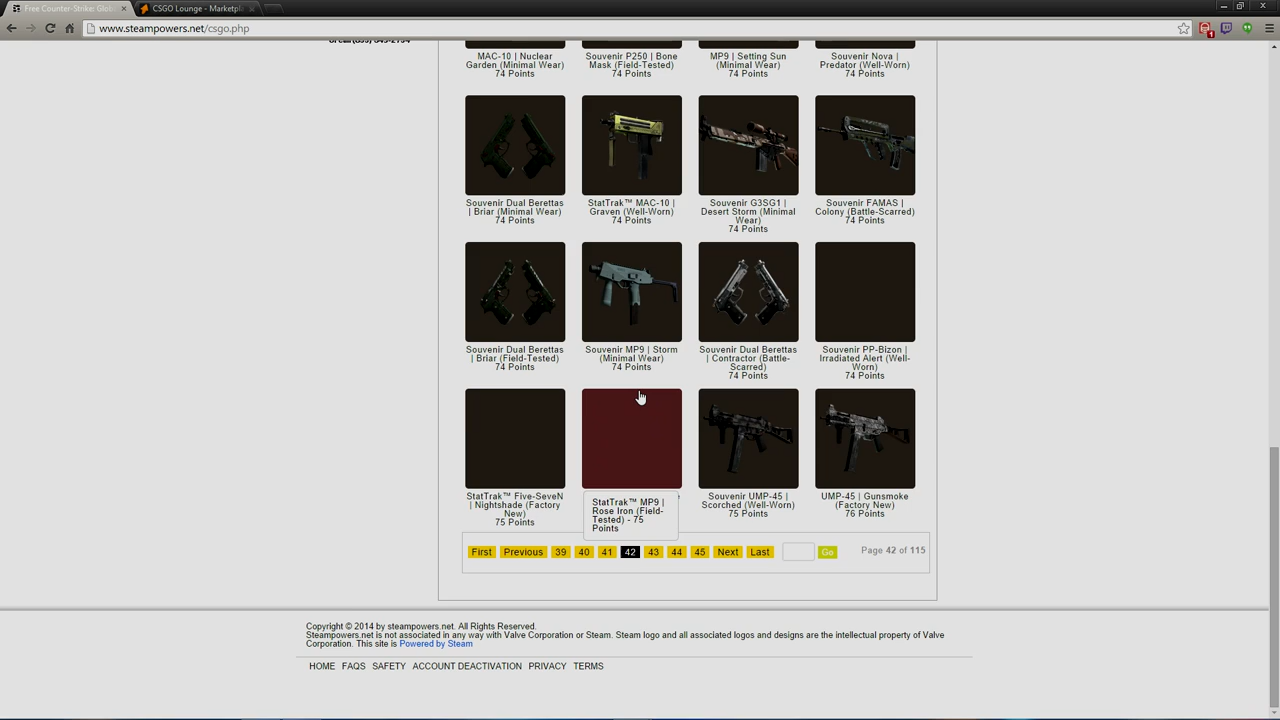 Free Counter-Strike: Glob
CSGO Lounge - Marketpl
www.steampowers.net/csgo.php
MAC-10 | Nuclear
Garden (Minimal Wear)
74 Points
Souvenir P250 | Bone
Mask (Field-Tested)
74 Points
MP9 | Setting Sun
(Minimal Wear)
74 Points
Souvenir Nova |
Predator (Well-Worn)
74 Points
Souvenir Dual Berettas
| Briar (Minimal Wear)
74 Points
StatTrak™ MAC-10 |
Graven (Well-Worn)
74 Points
Souvenir G3SG1 |
Desert Storm (Minimal
Wear)
74 Points
Souvenir FAMAS |
Colony (Battle-Scarred)
74 Points
Souvenir Dual Berettas
| Briar (Field-Tested)
74 Points
Souvenir MP9 | Storm
(Minimal Wear)
74 Points
Souvenir Dual Berettas
| Contractor (Battle-
Scarred)
74 Points
Souvenir PP-Bizon |
Irradiated Alert (Well-
Worn)
74 Points
StatTrak™ Five-SeveN
| Nightshade (Factory
New)
75 Points
StatTrak™ MP9 |
Rose Iron (Field-
Tested) - 75
Points
Souvenir UMP-45 |
Scorched (Well-Worn)
75 Points
UMP-45 | Gunsmoke
(Factory New)
76 Points
First Previous 39 40 41 42 43 44 45 Next Last Go Page 42 of 115
Copyright © 2014 by steampowers.net. All Rights Reserved.
Steampowers.net is not associated in any way with Valve Corporation or Steam. Steam logo and all associated logos and designs are the intellectual property of Valve
Corporation. This site is Powered by Steam
HOME FAQS SAFETY ACCOUNT DEACTIVATION PRIVACY TERMS